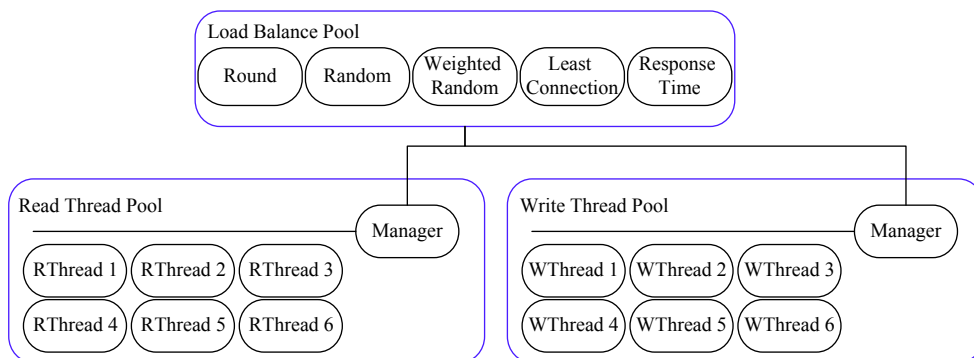 Load Balance Pool
Round
Random
Weighted
Random
Least
Connection
Response
Time
Read Thread Pool
Manager
RThread 1
RThread 2
RThread 3
RThread 4
RThread 5
RThread 6
Write Thread Pool
Manager
WThread 1
WThread 2
WThread 3
WThread 4
WThread 5
WThread 6